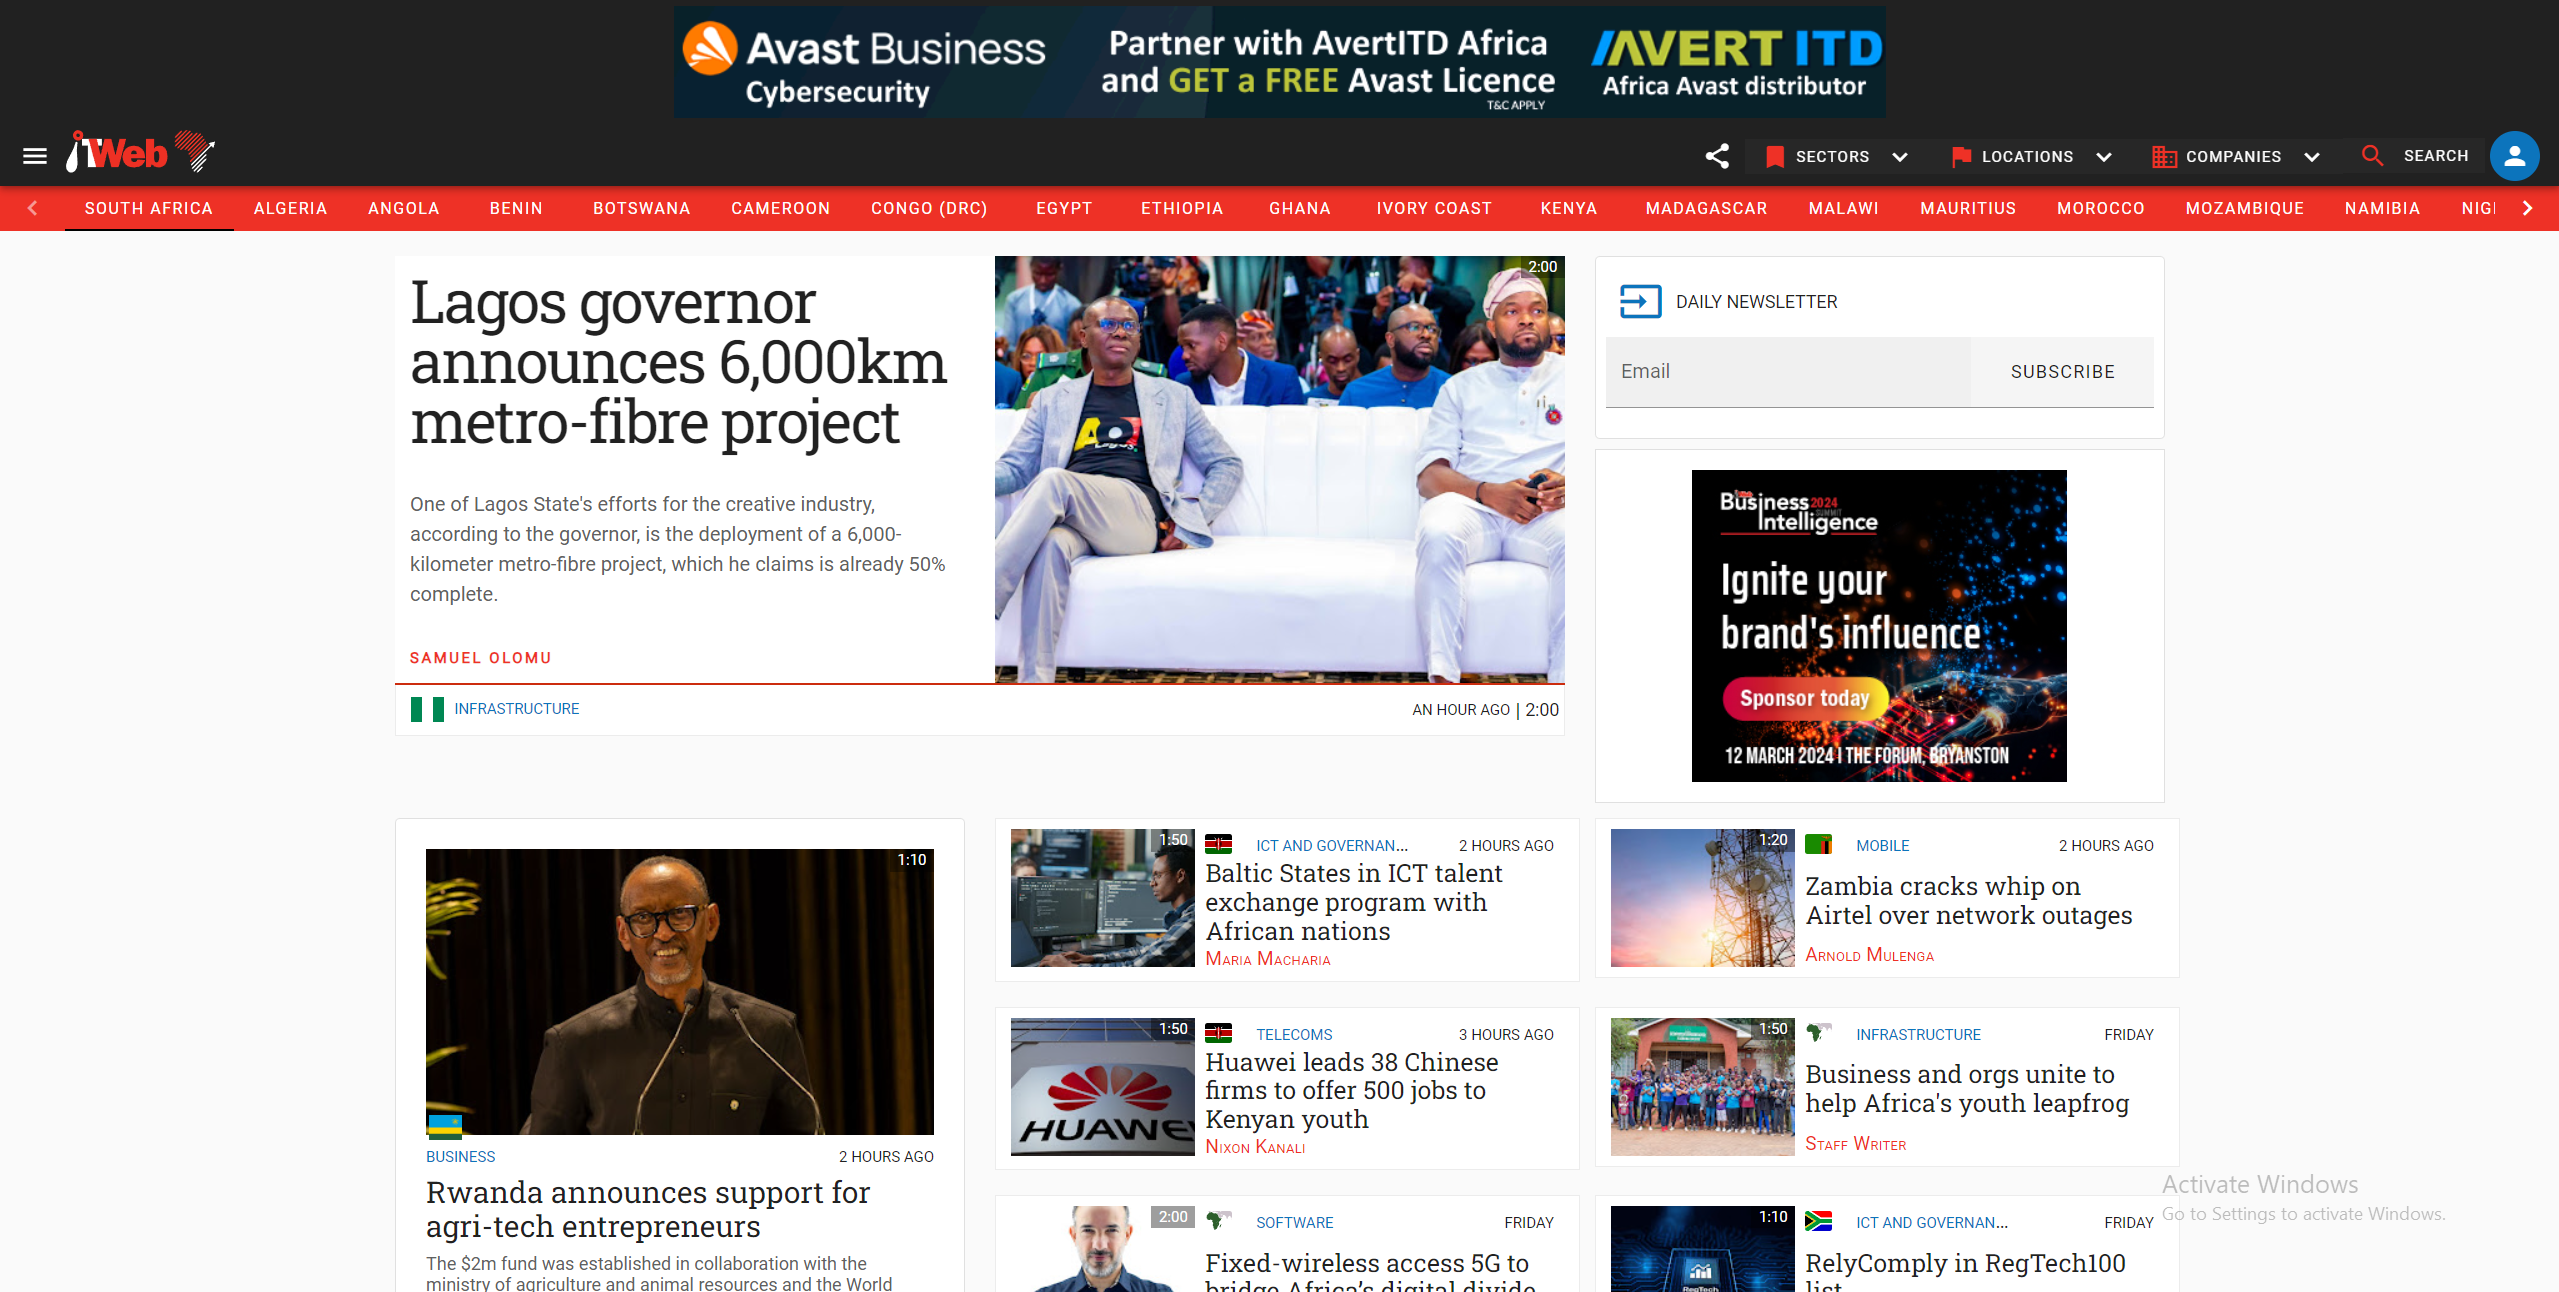 Avast Business
Cybersecurity
Partner with AvertITD Africa
and GET a FREE Avast Licence
T&C APPLY
AVERT ITD
Africa Avast distributor
iTWeb
SECTORS
LOCATIONS
COMPANIES
SEARCH
SOUTH AFRICA
ALGERIA
ANGOLA
BENIN
BOTSWANA
CAMEROON
CONGO (DRC)
EGYPT
ETHIOPIA
GHANA
IVORY COAST
KENYA
MADAGASCAR
MALAWI
MAURITIUS
MOROCCO
MOZAMBIQUE
NAMIBIA
Lagos governor
announces 6,000km
metro-fibre project
One of Lagos State's efforts for the creative industry,
according to the governor, is the deployment of a 6,000-
kilometer metro-fibre project, which he claims is already 50%
complete.
SAMUEL OLOMU
2:00
INFRASTRUCTURE
AN HOUR AGO | 2:00
DAILY NEWSLETTER
Email
SUBSCRIBE
Business 2024
SUMMIT
Intelligence
Ignite your
brand's influence
Sponsor today
12 MARCH 2024 I THE FORUM, BRYANSTON
1:10
BUSINESS
2 HOURS AGO
Rwanda announces support for
agri-tech entrepreneurs
The $2m fund was established in collaboration with the
ministry of agriculture and animal resources and the World
1:50
ICT AND GOVERNAN...
2 HOURS AGO
Baltic States in ICT talent
exchange program with
African nations
Maria Macharia
1:20
MOBILE
2 HOURS AGO
Zambia cracks whip on
Airtel over network outages
Arnold Mulenga
1:50
HUAWE
TELECOMS
3 HOURS AGO
Huawei leads 38 Chinese
firms to offer 500 jobs to
Kenyan youth
Nixon Kanali
1:50
INFRASTRUCTURE
FRIDAY
Business and orgs unite to
help Africa's youth leapfrog
Staff Writer
2:00
SOFTWARE
FRIDAY
Fixed-wireless access 5G to
bridge Africa's digital divide
1:10
RegTech
ICT AND GOVERNAN...
FRIDAY
RelyComply in RegTech100
list
Activate Windows
Go to Settings to activate Windows.